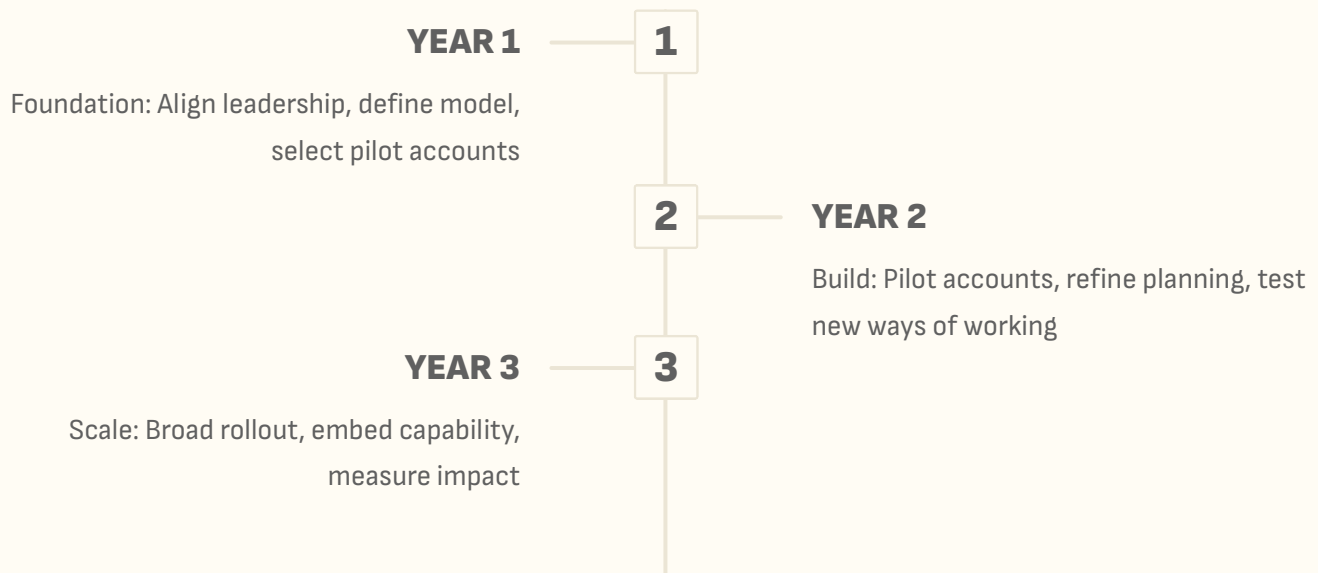 YEAR 1
1
Foundation: Align leadership, define model,
select pilot accounts
2
YEAR 2
Build: Pilot accounts, refine planning, test
new ways of working
YEAR 3
3
Scale: Broad rollout, embed capability,
measure impact